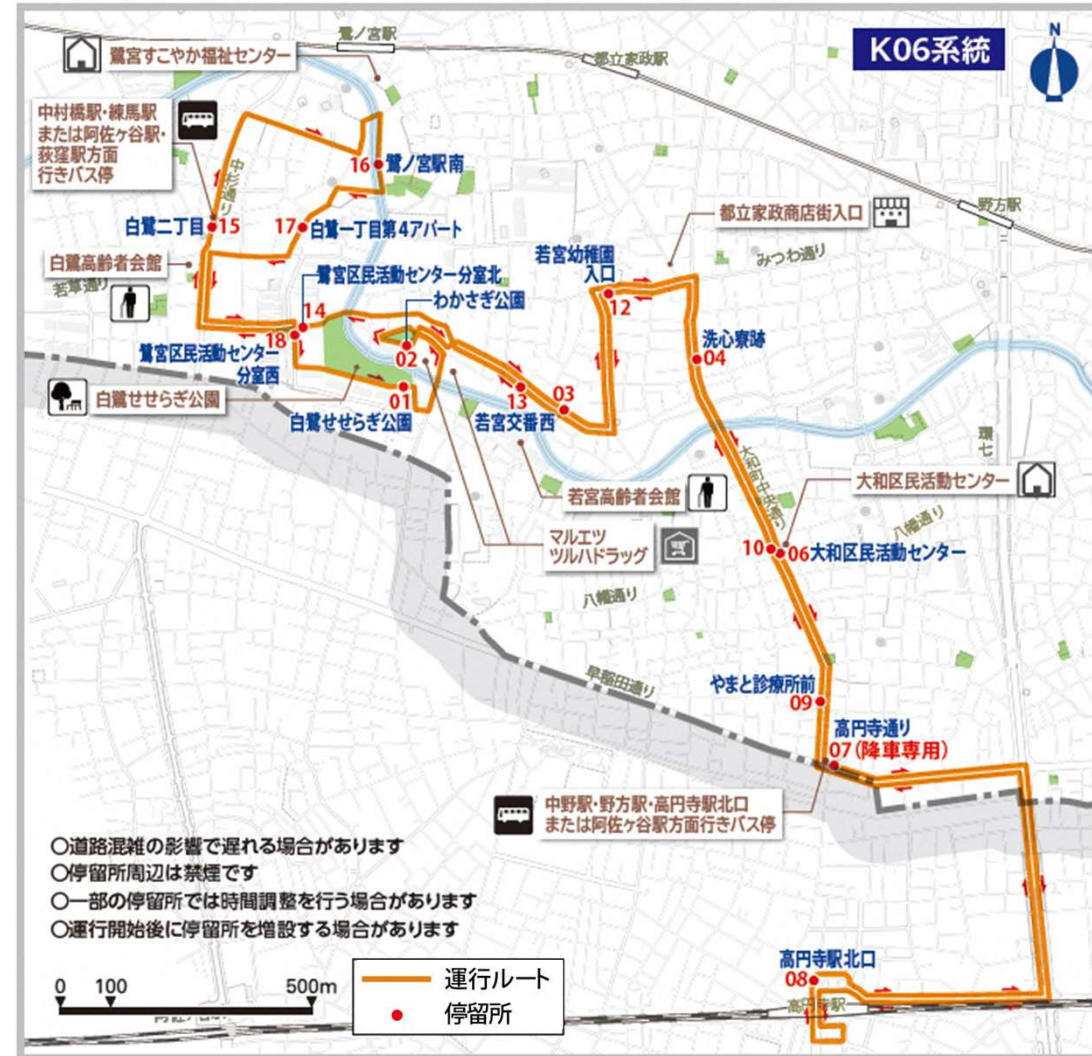 K06系統
N
鷺ノ宮駅
鷺宮すこやか福祉センター
都立家政駅
中村橋駅・練馬駅
または阿佐ヶ谷駅・
荻窪駅方面
行きバス停
中杉通り
16
鷺ノ宮駅南
都立家政商店街入口
野方駅
白鷺二丁目
15
17
白鷺一丁目第4アパート
みつわ通り
白鷺高齢者会館
若草通り
鷺宮区民活動センター分室北
14
わかさぎ公園
02
若宮幼稚園
入口
12
洗心寮跡
04
18
鷺宮区民活動センター
分室西
白鷺せせらぎ公園
01
白鷺せせらぎ公園
13
03
若宮交番西
環七
大和町中央通り
若宮高齢者会館
大和区民活動センター
八幡通り
マルエツ
ツルハドラッグ
10
06
大和区民活動センター
八幡通り
早稲田通り
やまと診療所前
09
高円寺通り
07(降車専用)
中野駅・野方駅・高円寺駅北口
または阿佐ヶ谷駅方面行きバス停
○道路混雑の影響で遅れる場合があります
○停留所周辺は禁煙です
○一部の停留所では時間調整を行う場合があります
○運行開始後に停留所を増設する場合があります
0 100 500m
運行ルート
停留所
高円寺駅北口
08
高円寺駅